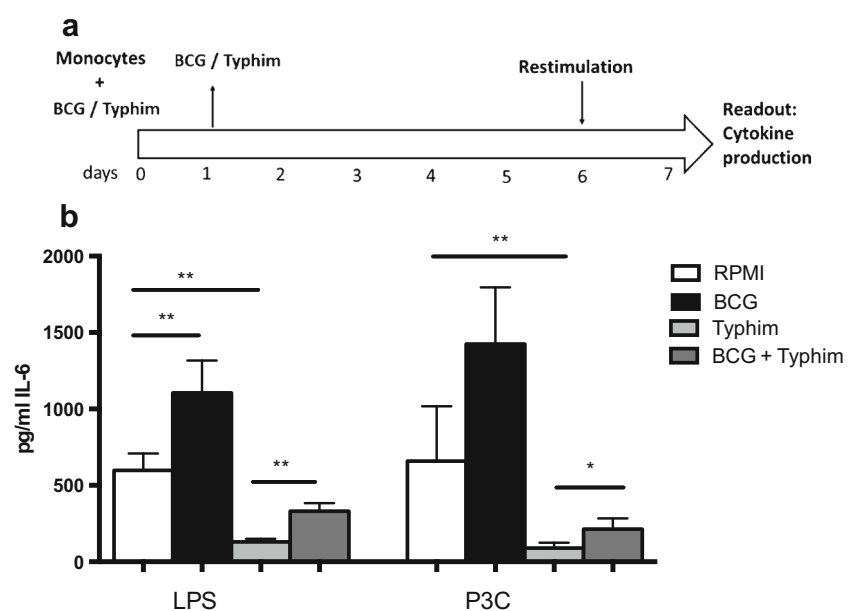 a
Monocytes
+
BCG / Typhim
BCG / Typhim
Restimulation
Readout:
Cytokine
production
days 0 1 2 3 4 5 6 7
b
pg/ml IL-6
2000
1500
1000
500
0
**
**
**
**
*
LPS
P3C
RPMI
BCG
Typhim
BCG + Typhim